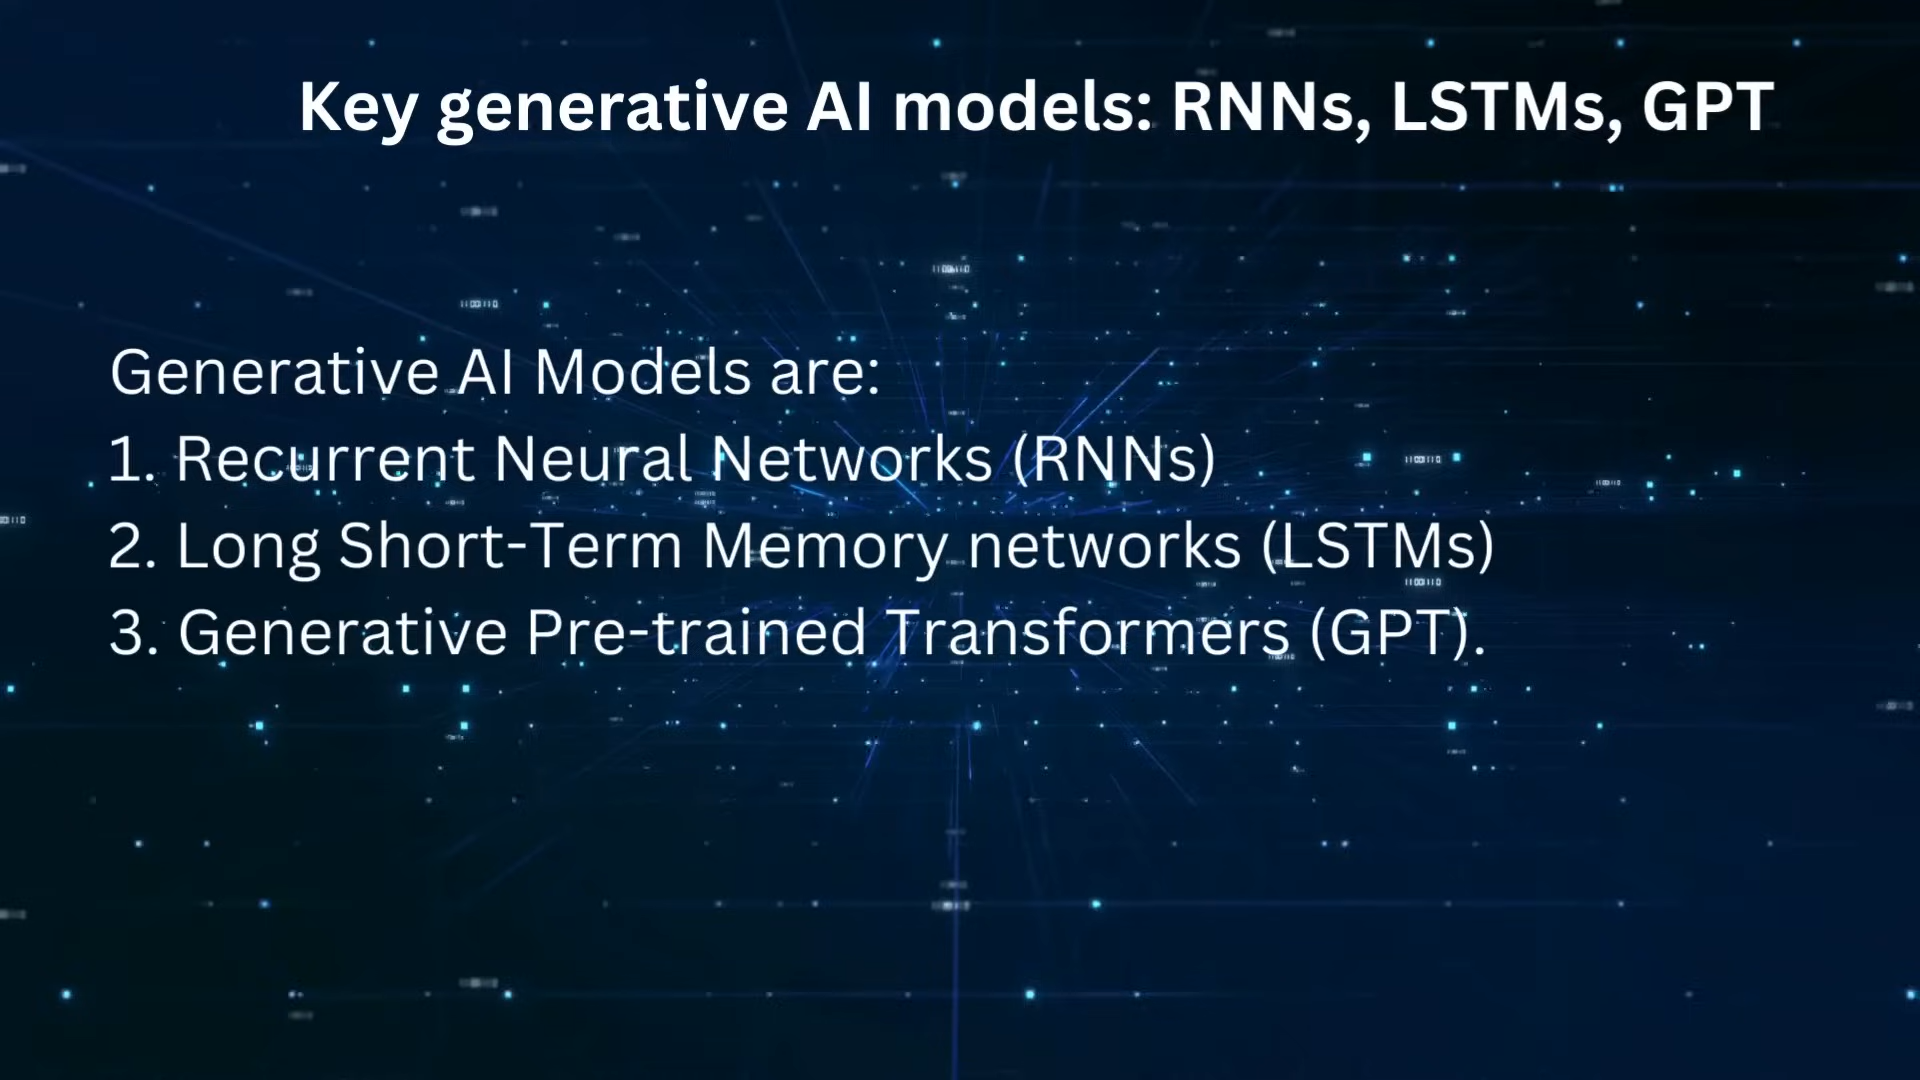 Key generative AI models: RNNs, LSTMs, GPT
Generative AI Models are:
1. Recurrent Neural Networks (RNNs)
2. Long Short-Term Memory networks (LSTMs)
3. Generative Pre-trained Transformers (GPT).